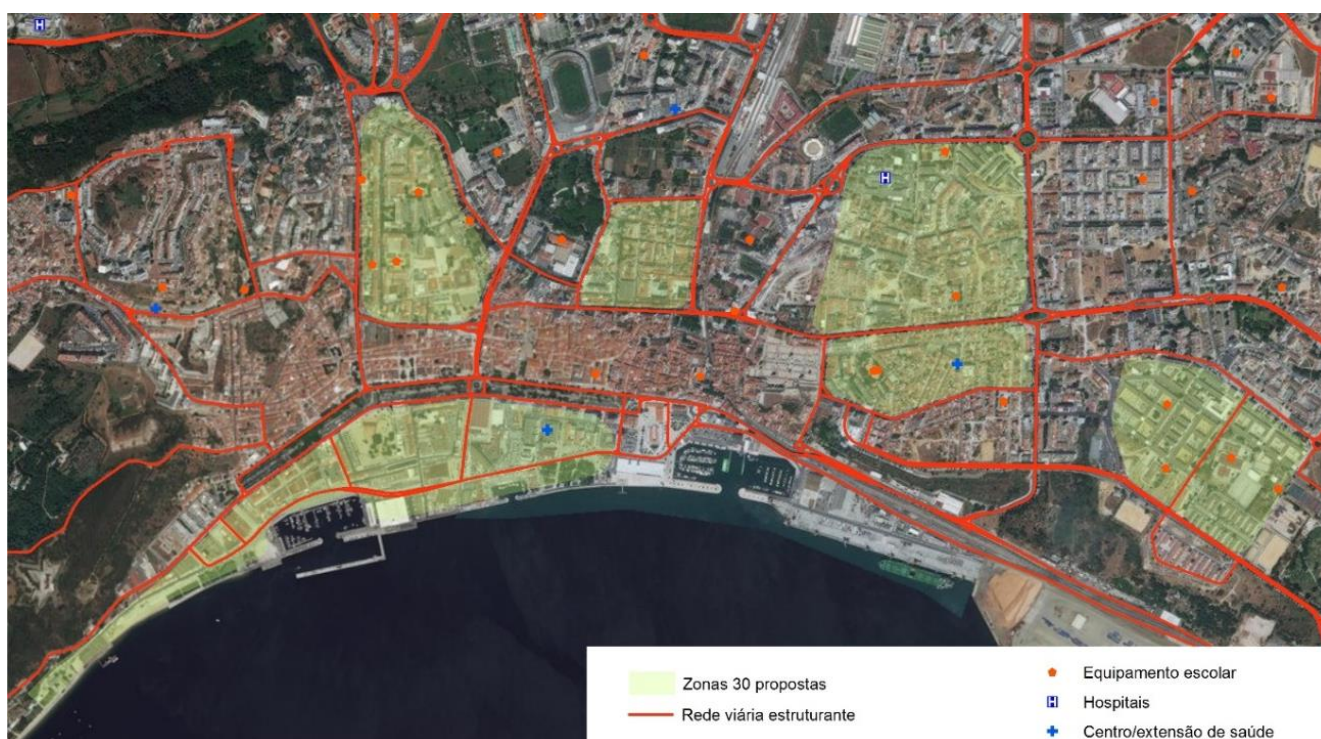 H
H
Zonas 30 propostas
Rede viária estruturante
Equipamento escolar
H Hospitais
Centro/extensão de saúde